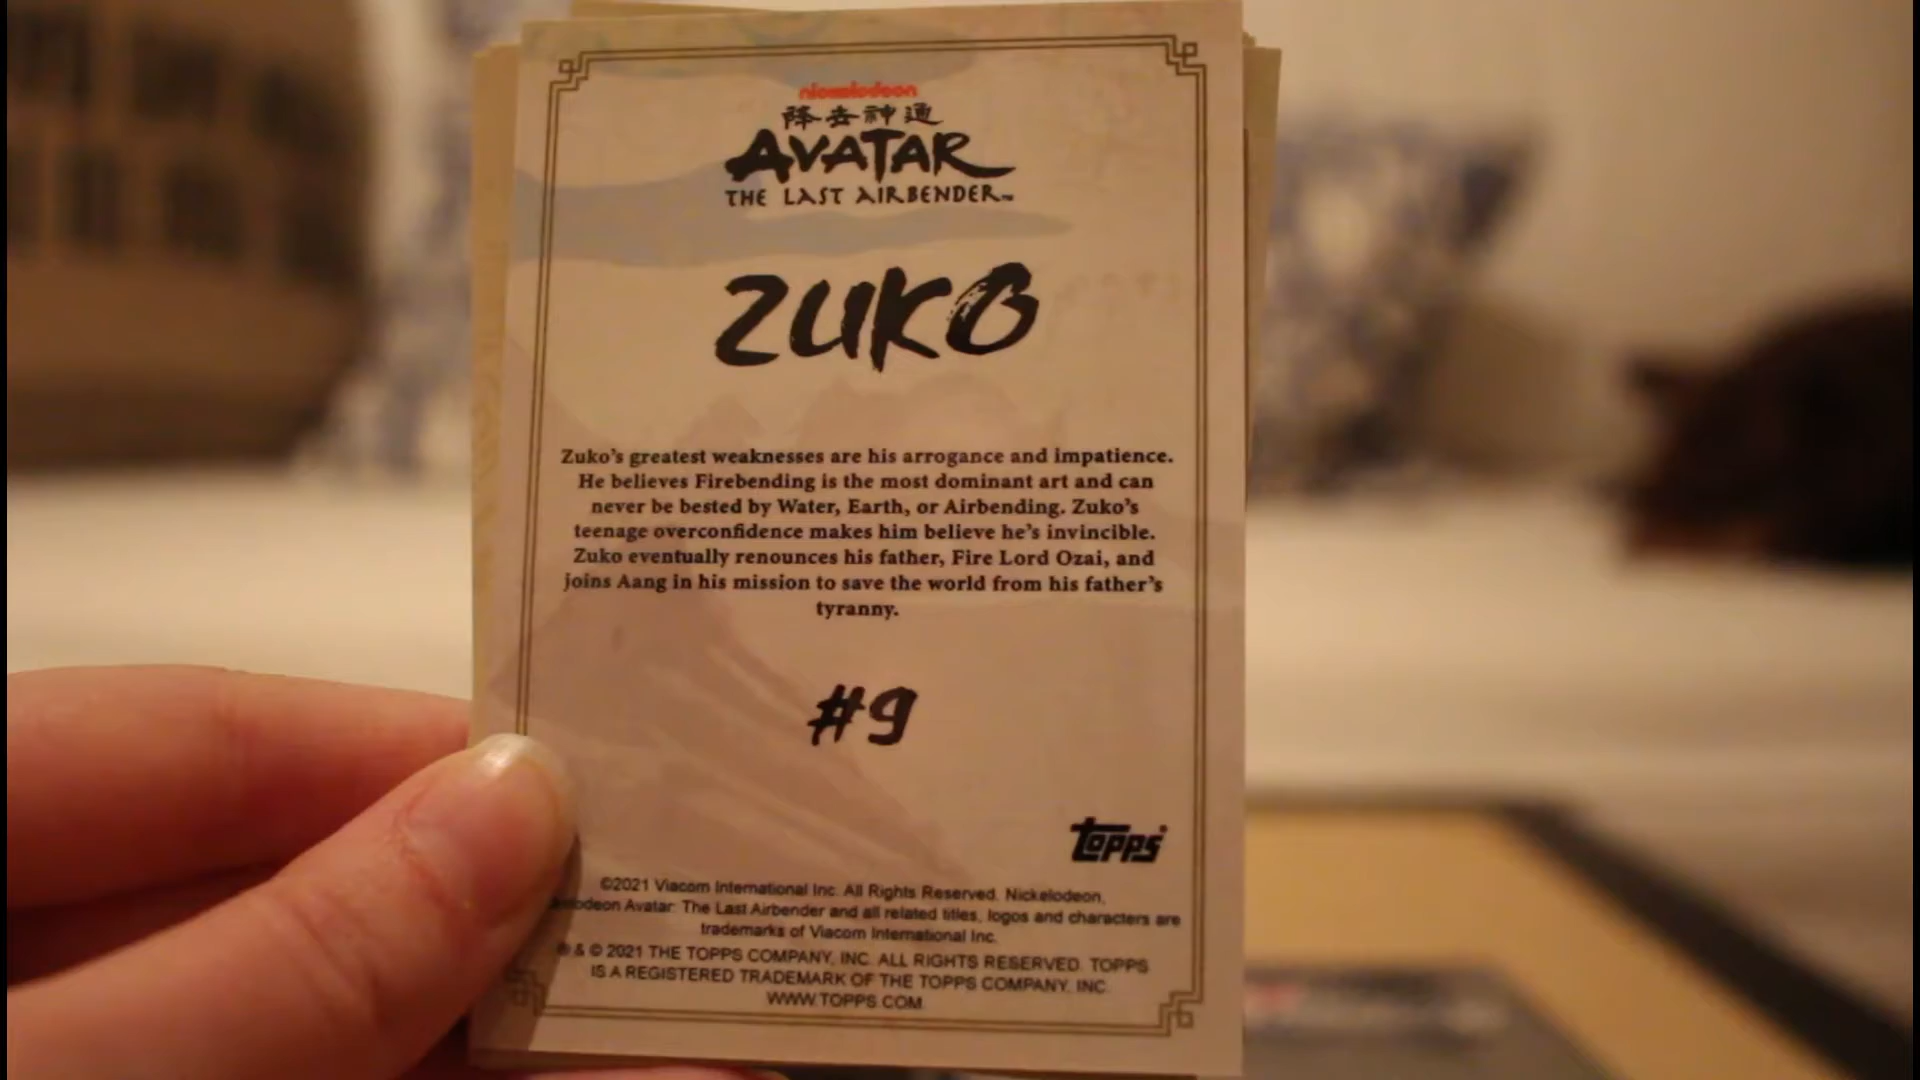 nickelodeon
降去神通
AVATAR
THE LAST AIRBENDER™
ZUKO
Zuko's greatest weaknesses are his arrogance and impatience.
He believes Firebending is the most dominant art and can
never be bested by Water, Earth, or Airbending. Zuko's
teenage overconfidence makes him believe he's invincible.
Zuko eventually renounces his father, Fire Lord Ozai, and
joins Aang in his mission to save the world from his father's
tyranny.
#9
topps
©2021 Viacom International Inc. All Rights Reserved. Nickelodeon,
Avatar: The Last Airbender and all related titles, logos and characters are
trademarks of Viacom International Inc.
® & © 2021 THE TOPPS COMPANY, INC. ALL RIGHTS RESERVED. TOPPS
IS A REGISTERED TRADEMARK OF THE TOPPS COMPANY, INC.
WWW.TOPPS.COM